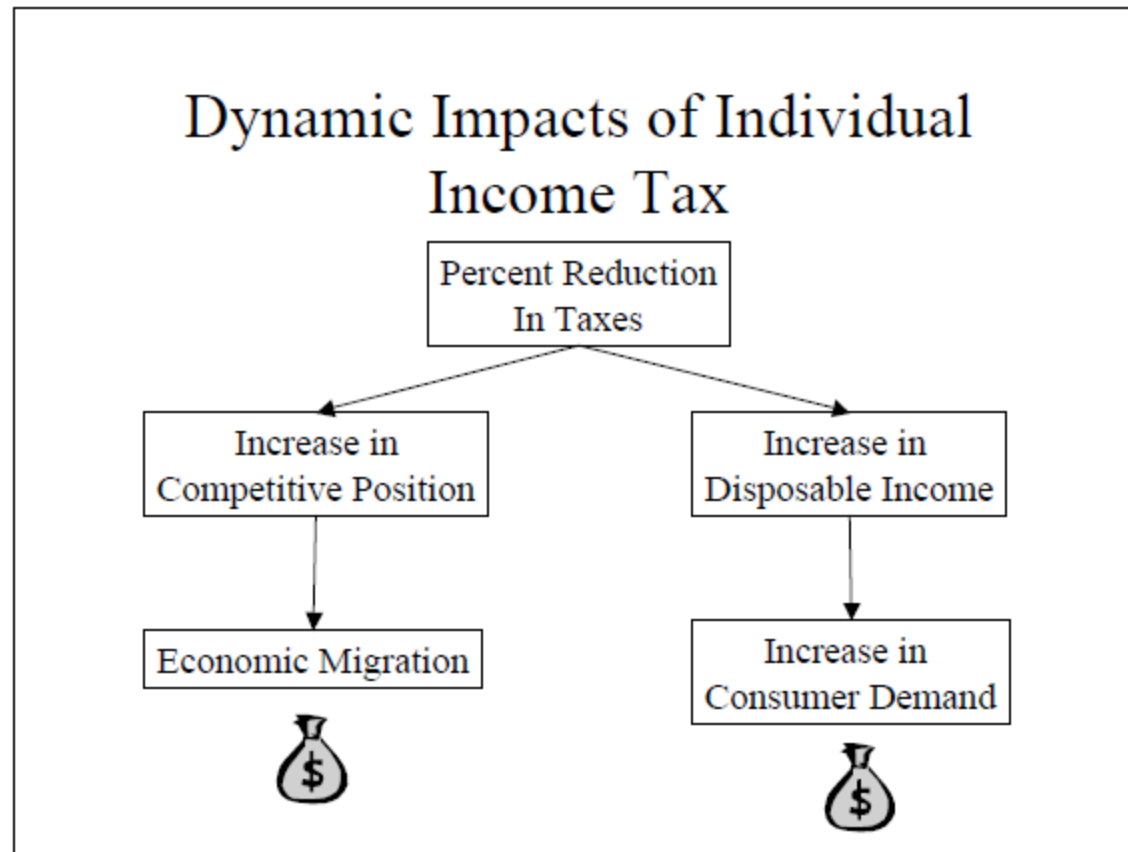 Dynamic Impacts of Individual
Income Tax
Percent Reduction
In Taxes
Increase in
Competitive Position
Increase in
Disposable Income
Economic Migration
Increase in
Consumer Demand
$
$